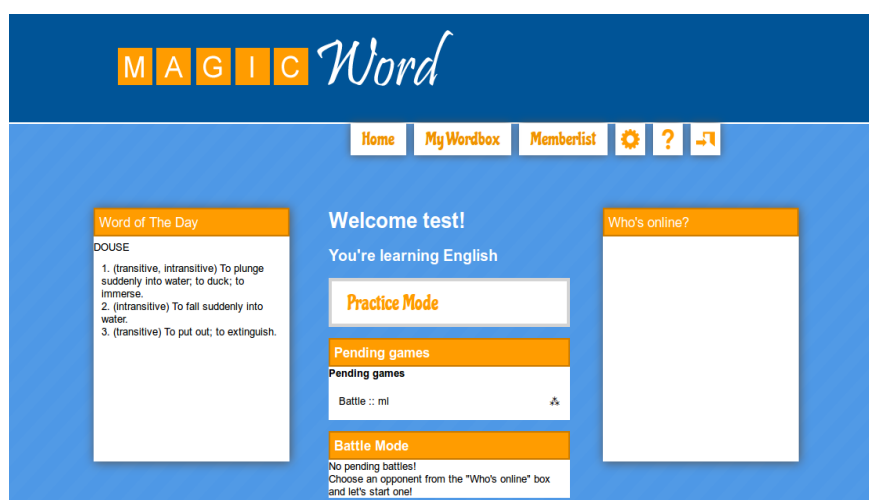 MAGIC Word
Home
My Wordbox
Memberlist
?
Word of The Day
DOUSE
1. (transitive, intransitive) To plunge
suddenly into water; to duck; to
immerse.
2. (intransitive) To fall suddenly into
water.
3. (transitive) To put out; to extinguish.
Welcome test!
You're learning English
Practice Mode
Pending games
Pending games
Battle :: ml
Battle Mode
No pending battles!
Choose an opponent from the "Who's online" box
and let's start one!
Who's online?